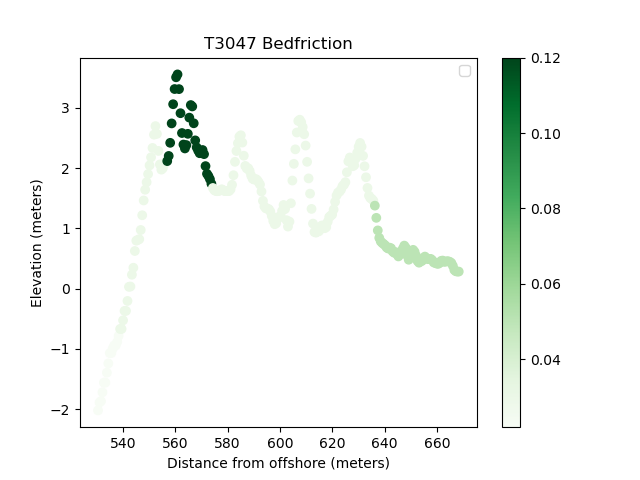 T3047 Bedfriction
Elevation (meters)
3
2
1
0
−1
−2
540 560 580 600 620 640 660
Distance from offshore (meters)
0.12
0.10
0.08
0.06
0.04